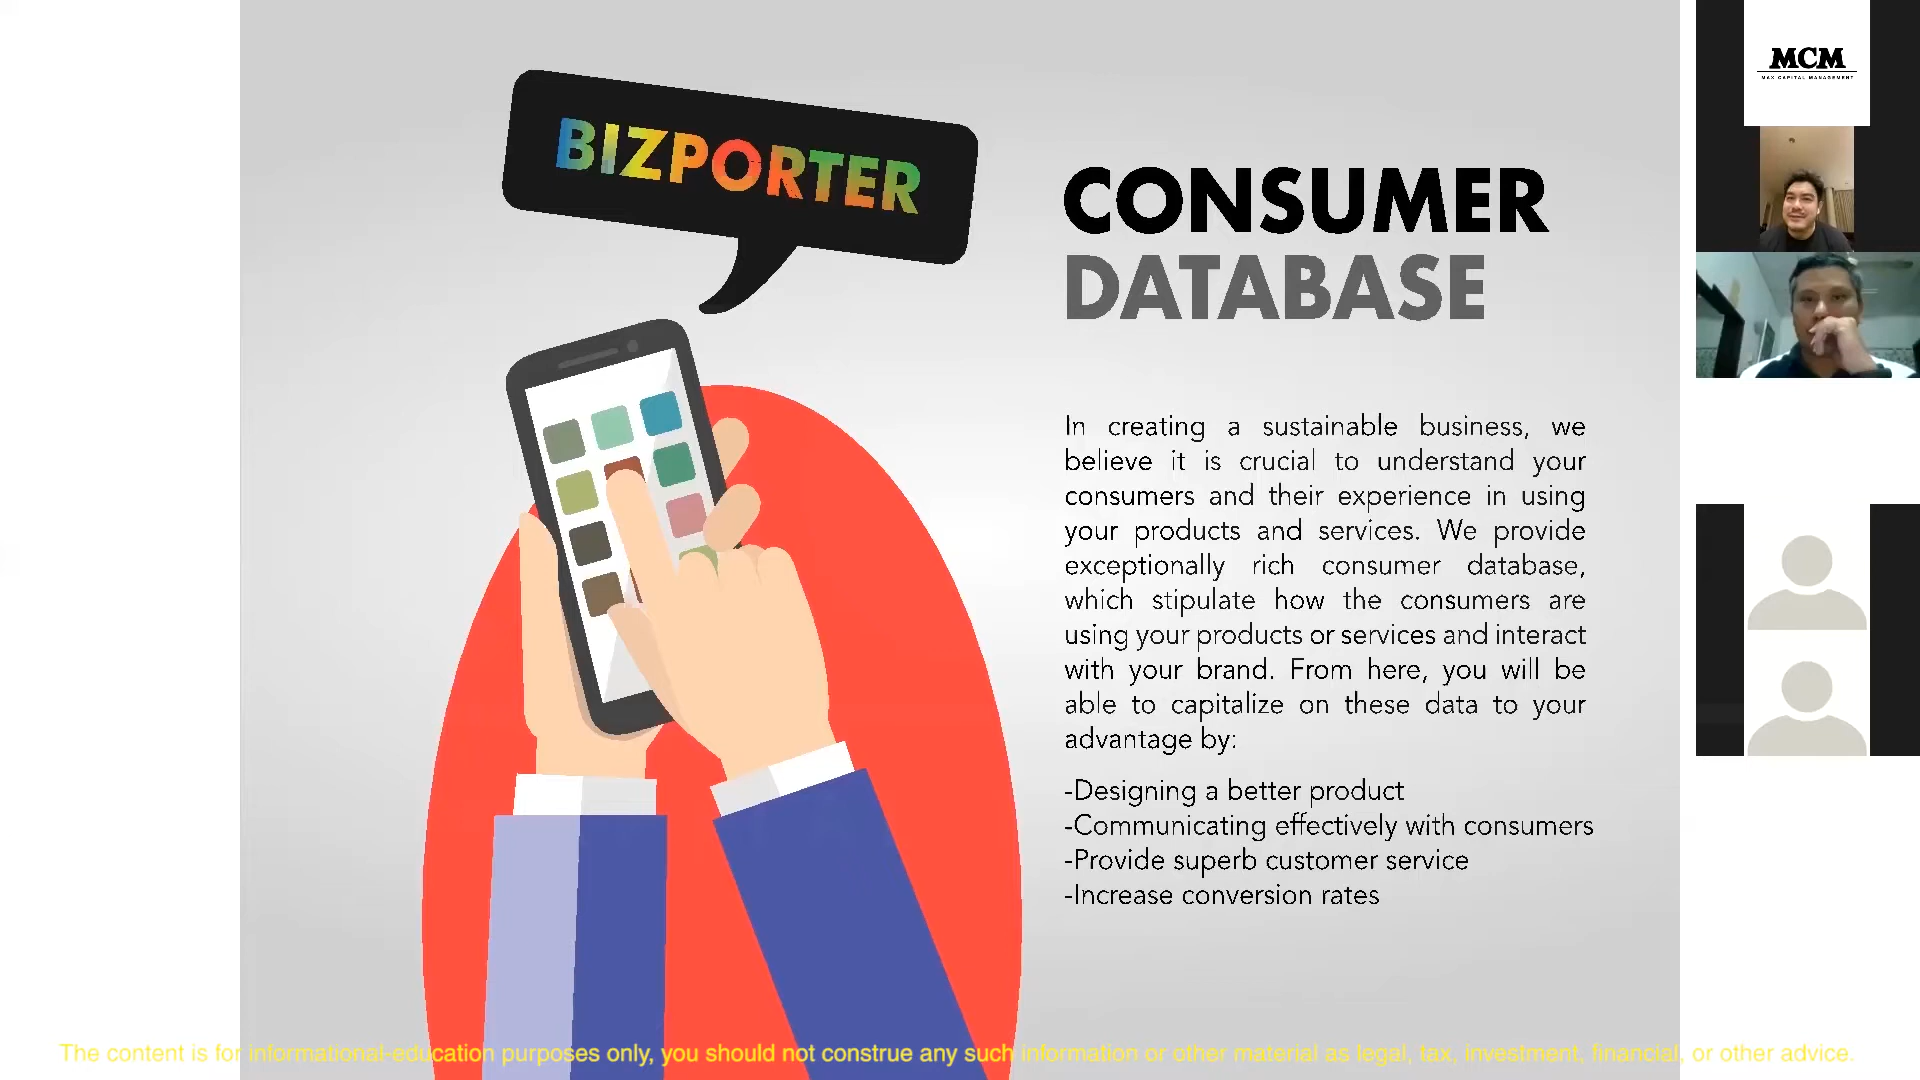 BIZPORTER
CONSUMER
DATABASE
In creating a sustainable business, we
believe it is crucial to understand your
consumers and their experience in using
your products and services. We provide
exceptionally rich consumer database,
which stipulate how the consumers are
using your products or services and interact
with your brand. From here, you will be
able to capitalize on these data to your
advantage by:
-Designing a better product
-Communicating effectively with consumers
-Provide superb customer service
-Increase conversion rates
MCM
MAX CAPITAL MANAGEMENT
The content is for informational-education purposes only, you should not construe any such information or other material as legal, tax, investment, financial, or other advice.